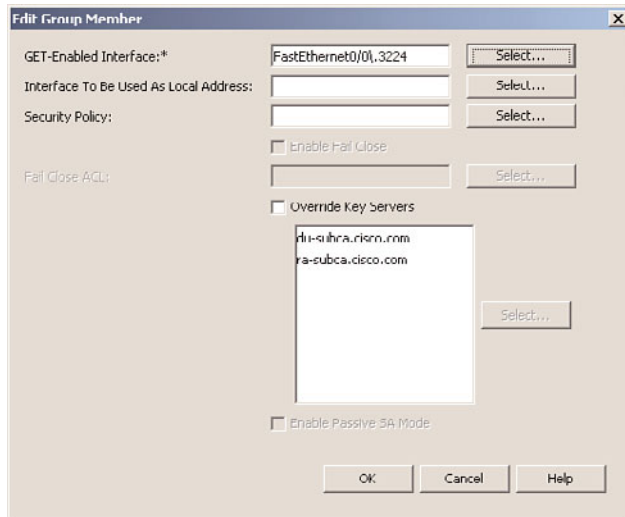 Edit Group Member
GET-Enabled Interface:* FastEthernet0/0\.3224 Select...
Interface To Be Used As Local Address: Select...
Security Policy: Select...
Enable Fail Close
Fail Close ACL: Select...
Override Key Servers
du-subca.cisco.com
ra-subca.cisco.com
Select...
Enable Passive SA Mode
OK Cancel Help